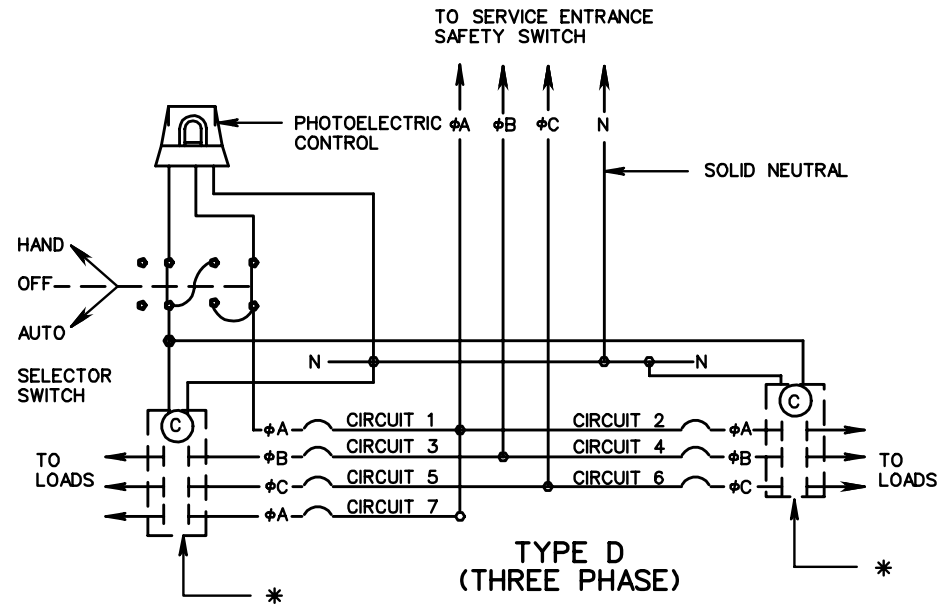 TO SERVICE ENTRANCE
SAFETY SWITCH
PHOTOELECTRIC
CONTROL
ϕA ϕB ϕC N
SOLID NEUTRAL
HAND
OFF
AUTO
SELECTOR
SWITCH
N N
C C
ϕA CIRCUIT 1 CIRCUIT 2 ϕA
ϕB CIRCUIT 3 CIRCUIT 4 ϕB
TO
LOADS
TO
LOADS
ϕC CIRCUIT 5 CIRCUIT 6 ϕC
ϕA CIRCUIT 7
TYPE D
(THREE PHASE)
* *